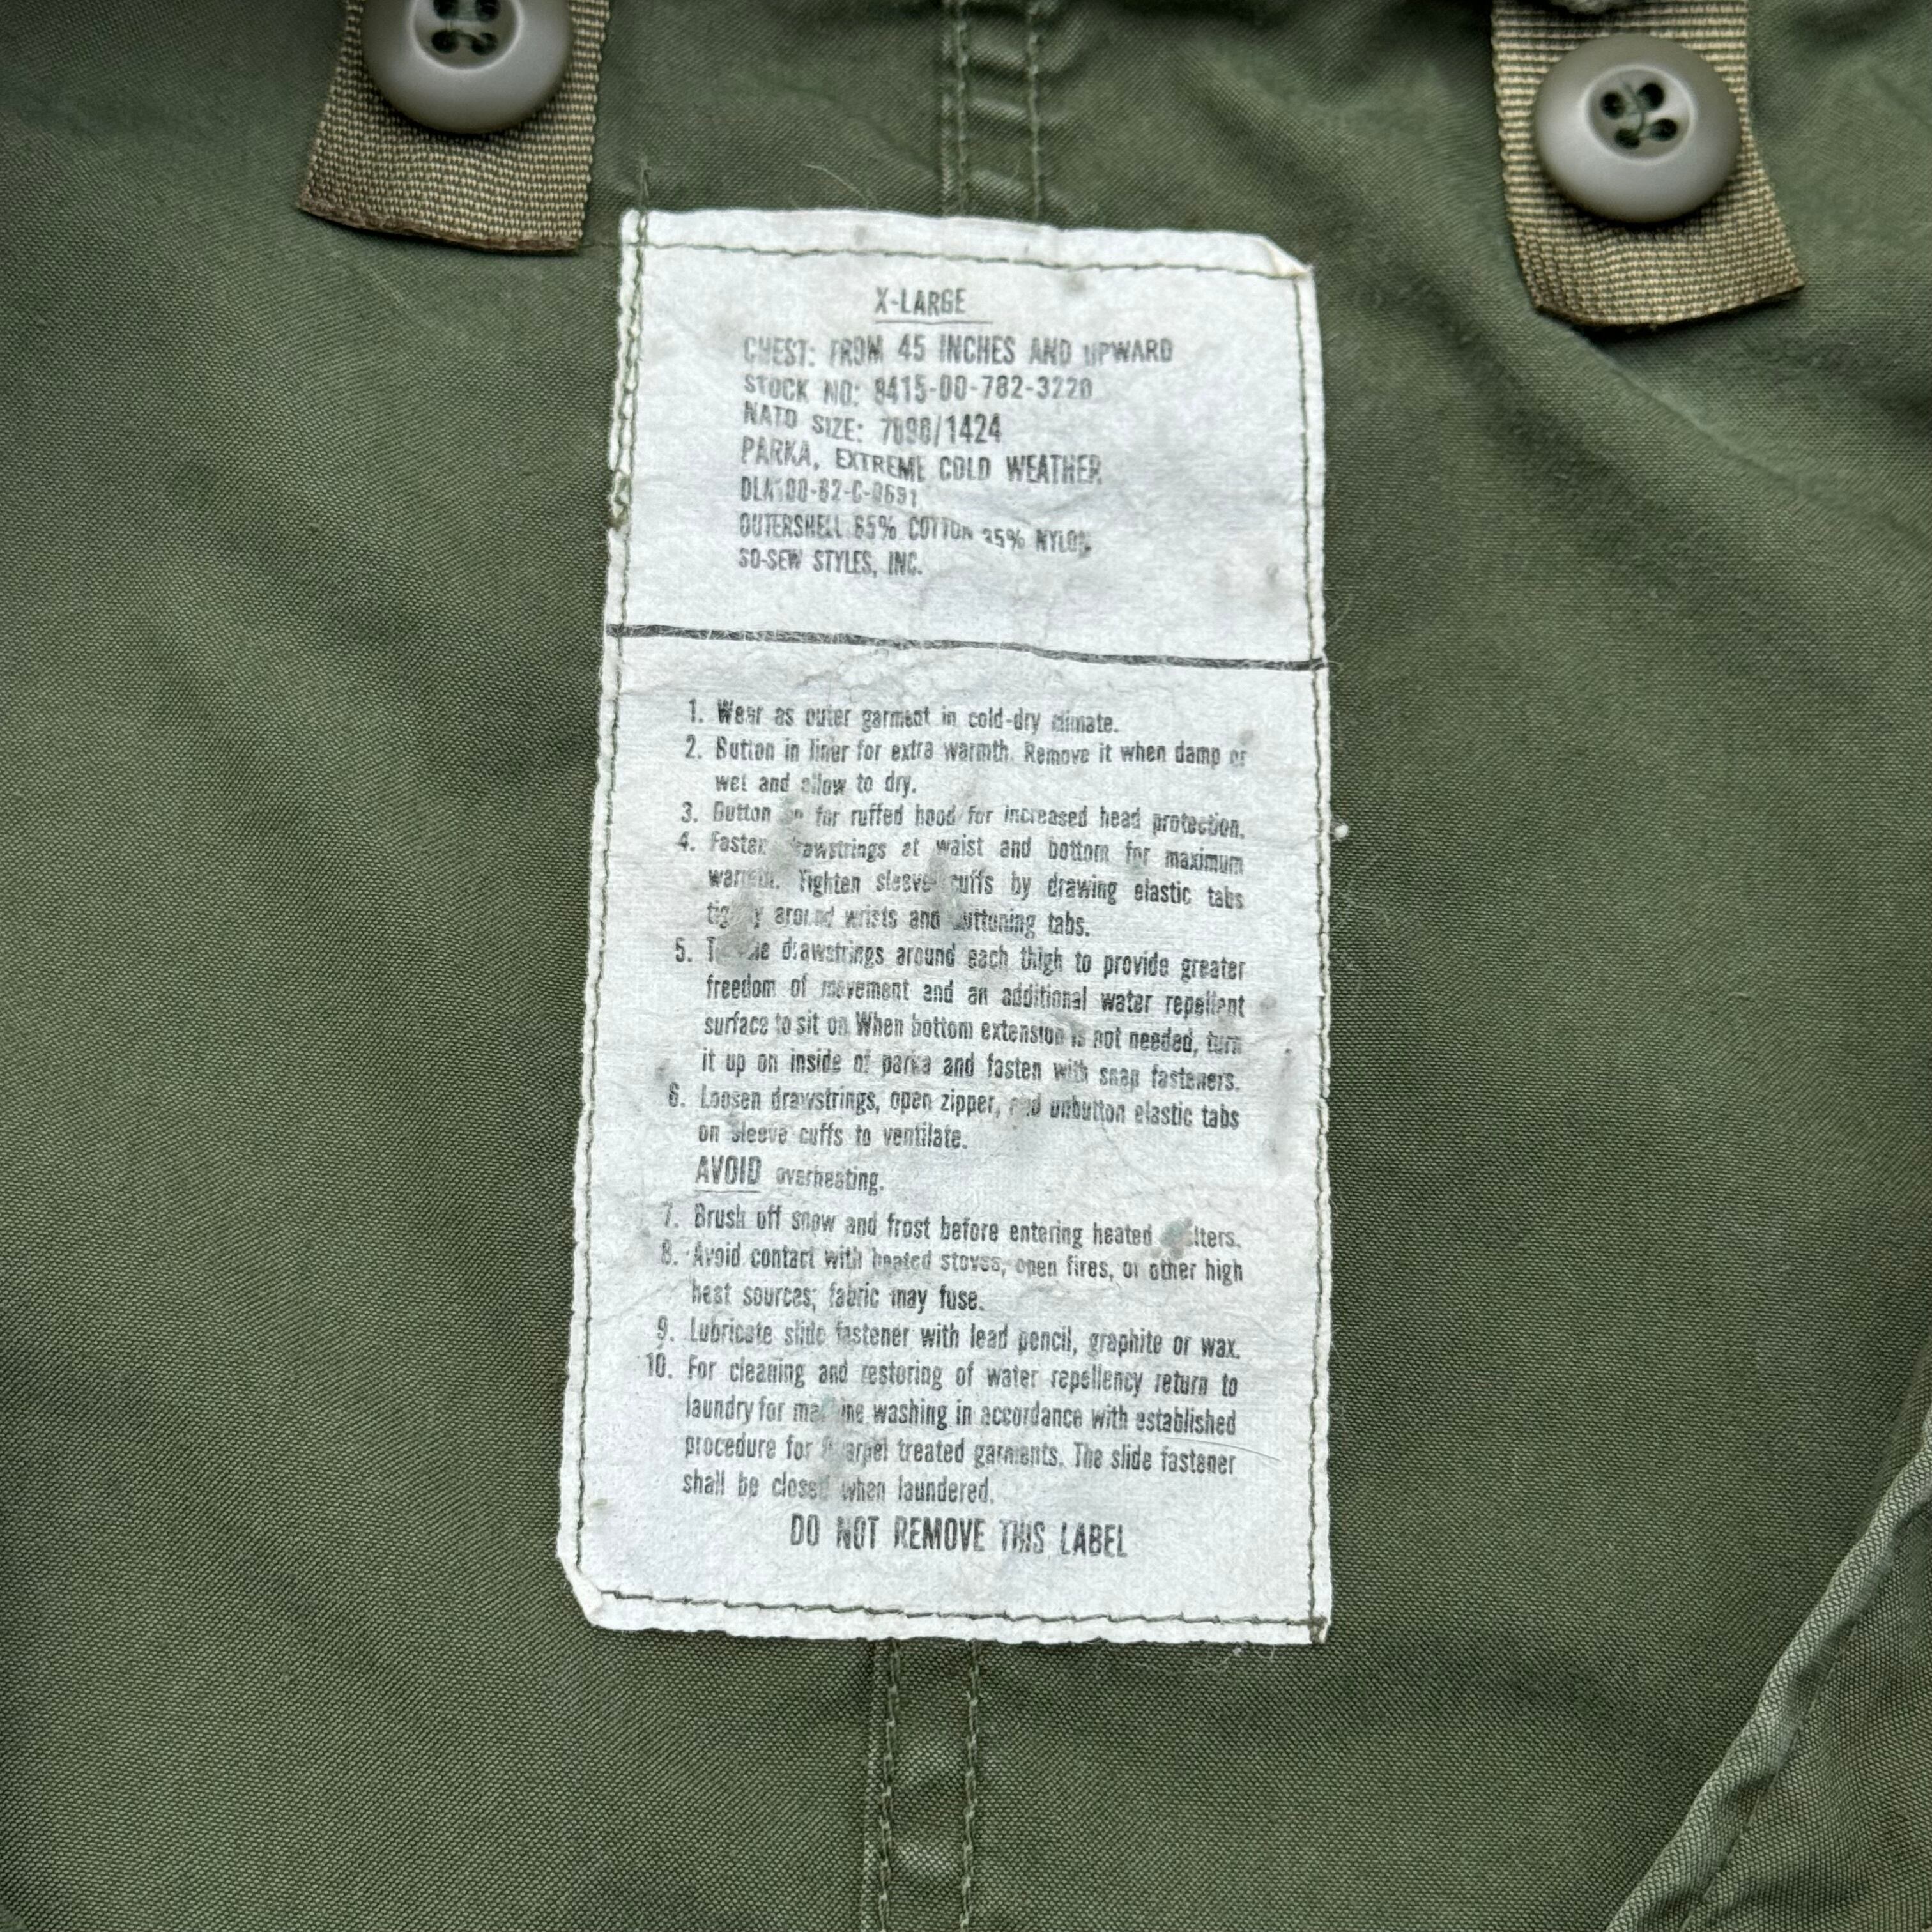 X-LARGE
CHEST: FROM 45 INCHES AND UPWARD
STOCK NO: 8415-00-782-3220
NATO SIZE: 7090/1424
PARKA, EXTREME COLD WEATHER
DLA100-82-C-0691
OUTERSHELL 65% COTTON 35% NYLON
SO-SEW STYLES, INC.
1. Wear as outer garment in cold-dry climate.
2. Button in liner for extra warmth. Remove it when damp or
wet and allow to dry.
3. Button on fur ruffed hood for increased head protection.
4. Fasten drawstrings at waist and bottom for maximum
warmth. Tighten sleeve cuffs by drawing elastic tabs
tightly around wrists and buttoning tabs.
5. Tie the drawstrings around each thigh to provide greater
freedom of movement and an additional water repellent
surface to sit on When bottom extension is not needed, turn
it up on inside of parka and fasten with snap fasteners.
6. Loosen drawstrings, open zipper, and unbutton elastic tabs
on sleeve cuffs to ventilate.
AVOID overheating.
7. Brush off snow and frost before entering heated shelters.
8. Avoid contact with heated stoves, open fires, or other high
heat sources; fabric may fuse.
9. Lubricate slide fastener with lead pencil, graphite or wax.
10. For cleaning and restoring of water repellency return to
laundry for machine washing in accordance with established
procedure for Quarpel treated garments. The slide fastener
shall be closed when laundered.
DO NOT REMOVE THIS LABEL